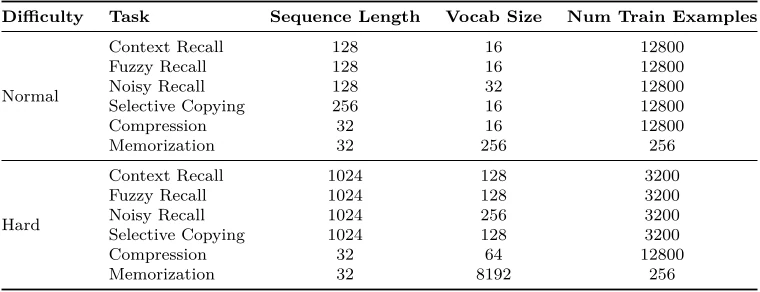 Difficulty Task Sequence Length Vocab Size Num Train Examples
Context Recall 128 16 12800
Fuzzy Recall 128 16 12800
Noisy Recall 128 32 12800
Normal
Selective Copying 256 16 12800
Compression 32 16 12800
Memorization 32 256 256
Context Recall 1024 128 3200
Fuzzy Recall 1024 128 3200
Noisy Recall 1024 256 3200
Hard
Selective Copying 1024 128 3200
Compression 32 64 12800
Memorization 32 8192 256